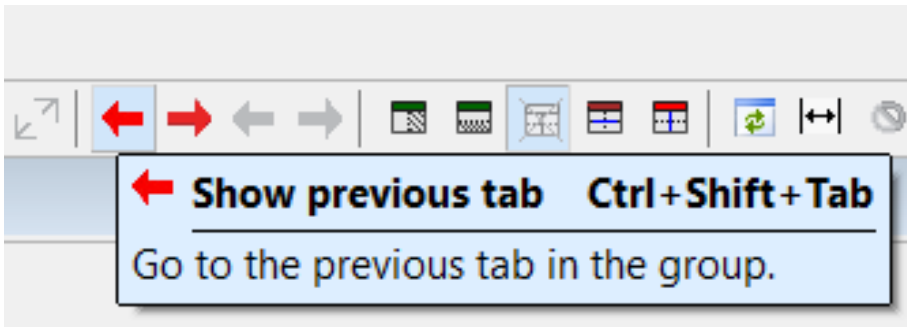 Show previous tab Ctrl+Shift+Tab
Go to the previous tab in the group.